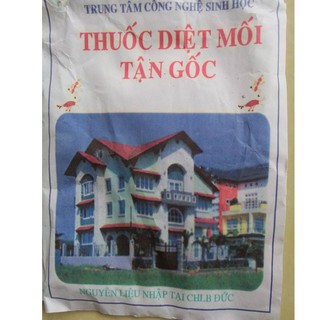 TRUNG TÂM CÔNG NGHỆ SINH HỌC
THUỐC DIỆT MỐI
TẬN GỐC
NGUYÊN LIỆU NHẬP TẠI CHLB ĐỨC